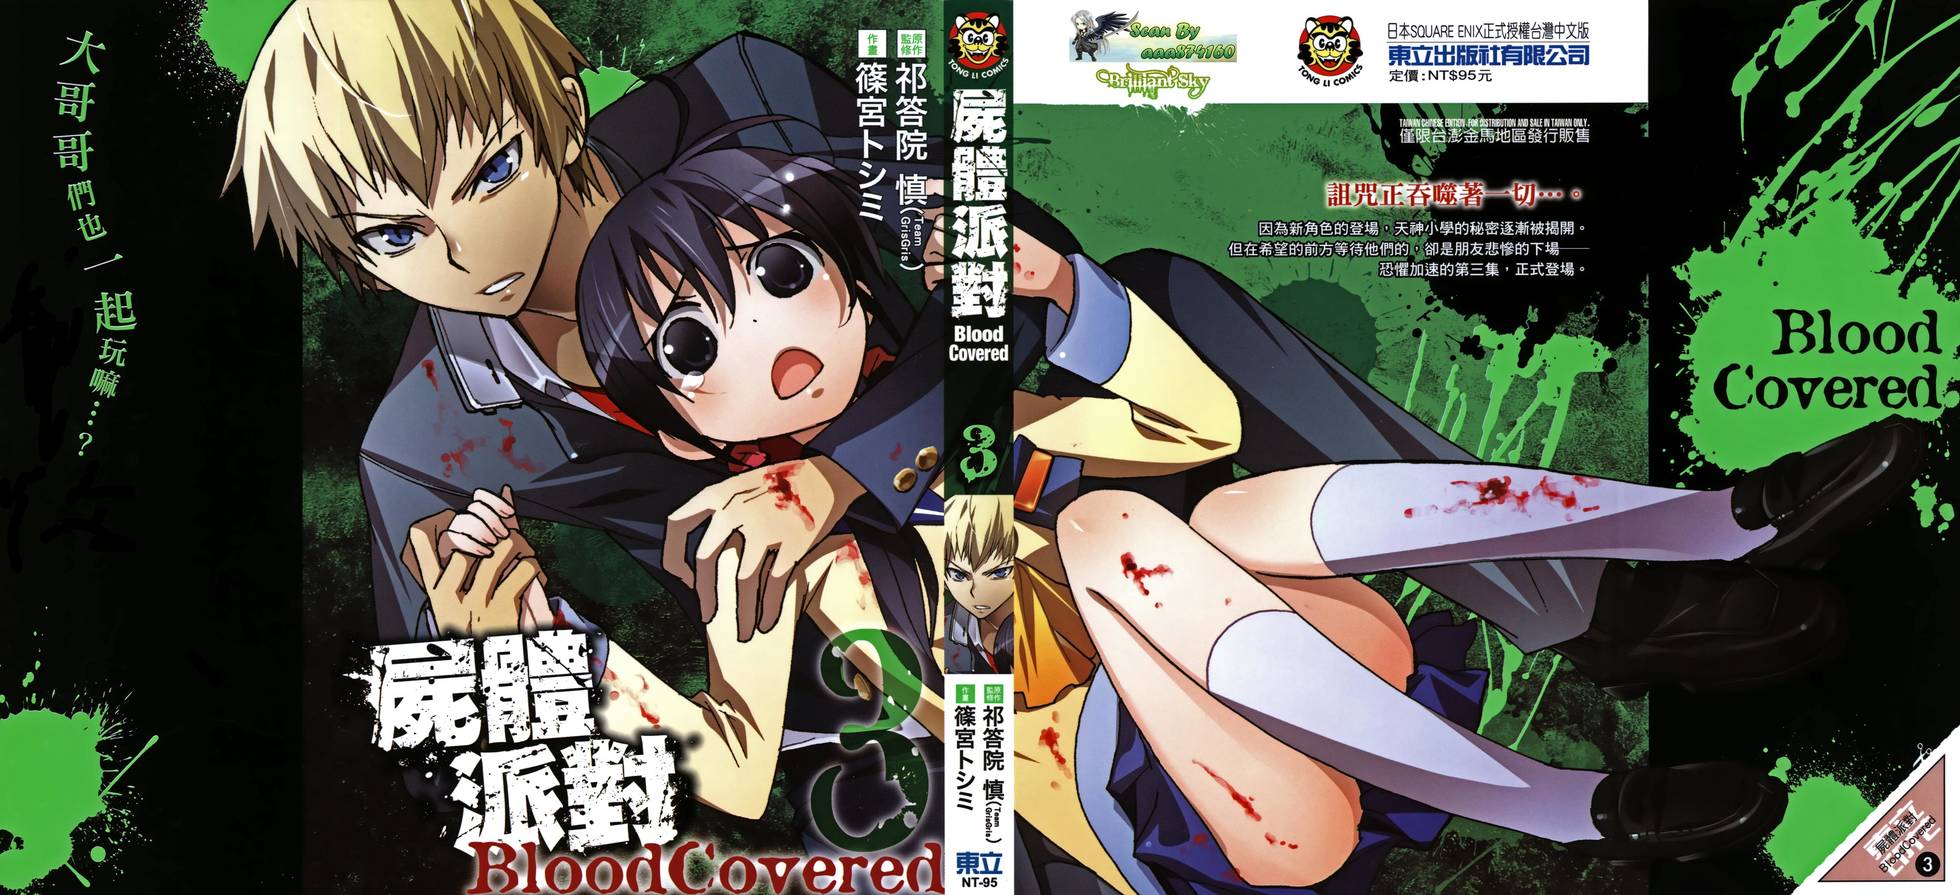 大哥哥們也一起玩嘛…？
原作
監修
祁答院 慎(Team GrisGris)
作畫
篠宮トシミ
屍體
派對
BloodCovered
3
TONG LI COMICS
屍體派對
Blood
Covered
3
原作
監修
祁答院 慎(Team GrisGris)
作畫
篠宮トシミ
東立
NT-95
Scan By
aaa874160
Brilliant Sky
TONG LI COMICS
日本SQUARE ENIX正式授權台灣中文版
東立出版社有限公司
定價：NT$95元
TAIWAN CHINESE EDITION. FOR DISTRIBUTION AND SALE IN TAIWAN ONLY.
僅限台澎金馬地區發行販售
詛咒正吞噬著一切…。
因為新角色的登場，天神小學的秘密逐漸被揭開。
但在希望的前方等待他們的，卻是朋友悲慘的下場──
恐懼加速的第三集，正式登場。
Blood
Covered
屍體派對
BloodCovered
3